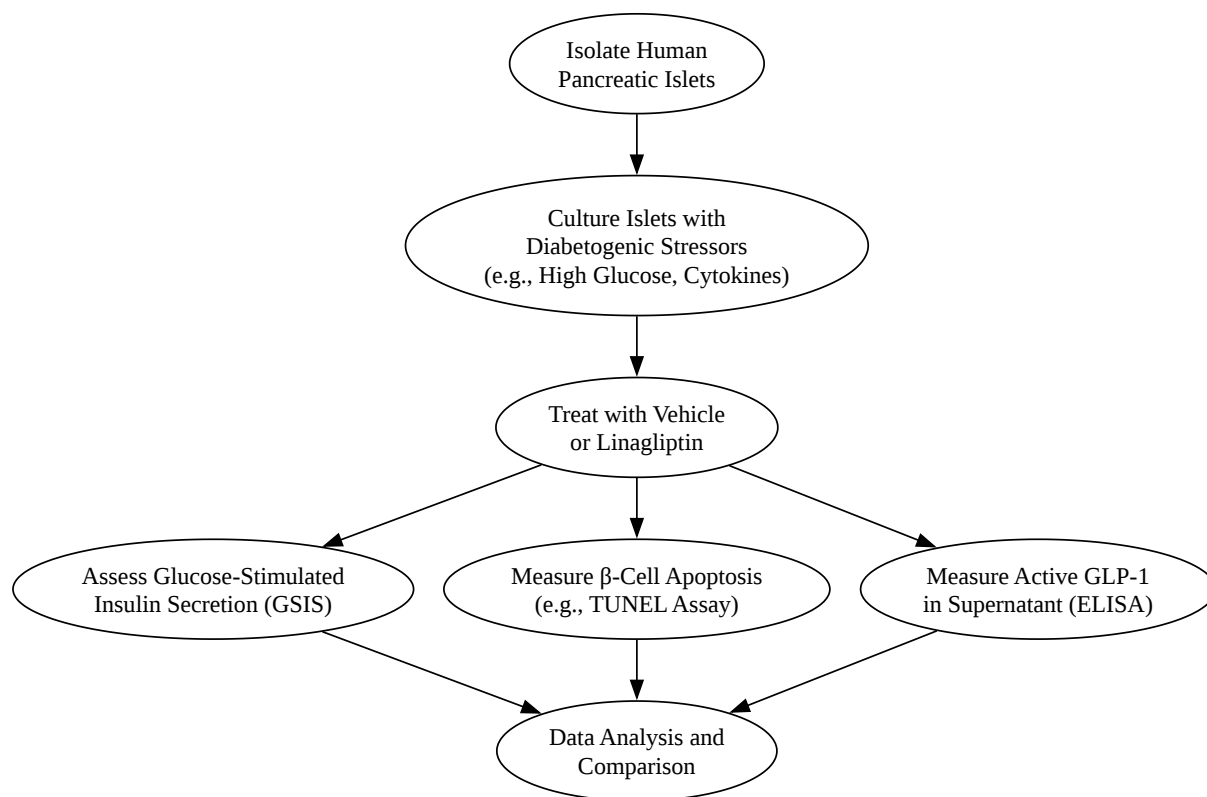 Isolate Human
Pancreatic Islets
Culture Islets with
Diabetogenic Stressors
(e.g., High Glucose, Cytokines)
Treat with Vehicle
or Linagliptin
Assess Glucose-Stimulated
Insulin Secretion (GSIS)
Measure β-Cell Apoptosis
(e.g., TUNEL Assay)
Measure Active GLP-1
in Supernatant (ELISA)
Data Analysis and
Comparison